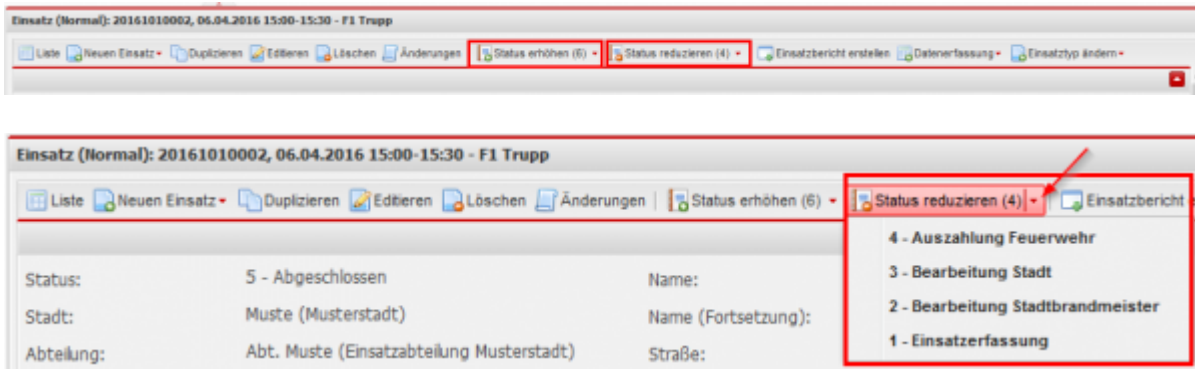 Einsatz (Normal): 20161010002, 06.04.2016 15:00-15:30 - F1 Trupp
Liste Neuen Einsatz Duplizieren Editieren Löschen Änderungen Status erhöhen (6) Status reduzieren (4) Einsatzbericht erstellen Datenerfassung Einsatztyp ändern
Einsatz (Normal): 20161010002, 06.04.2016 15:00-15:30 - F1 Trupp
Liste Neuen Einsatz Duplizieren Editieren Löschen Änderungen | Status erhöhen (6) Status reduzieren (4) Einsatzbericht
4 - Auszahlung Feuerwehr
Status: 5 - Abgeschlossen Name: 3 - Bearbeitung Stadt
Stadt: Muste (Musterstadt) Name (Fortsetzung): 2 - Bearbeitung Stadtbrandmeister
Abteilung: Abt. Muste (Einsatzabteilung Musterstadt) Straße: 1 - Einsatzerfassung